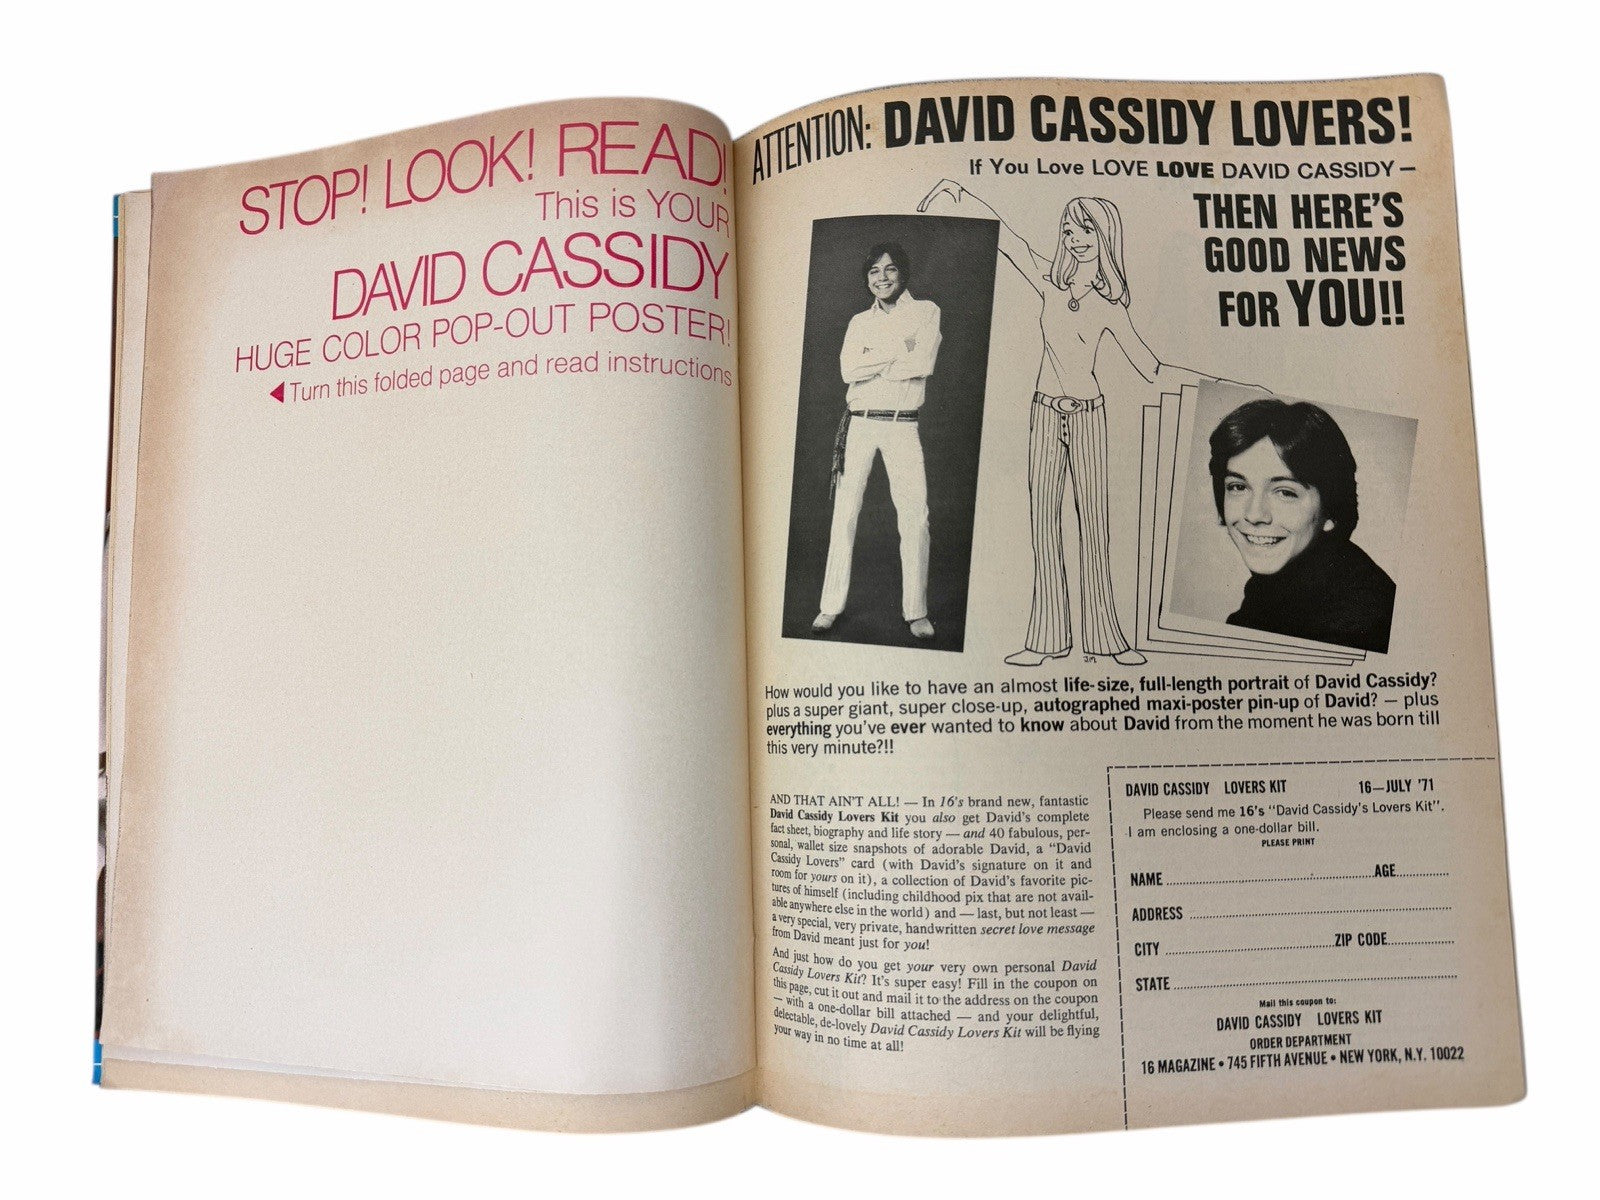 STOP! LOOK! READ!
This is YOUR
DAVID CASSIDY
HUGE COLOR POP-OUT POSTER!
Turn this folded page and read instructions
ATTENTION: DAVID CASSIDY LOVERS!
If You Love LOVE LOVE DAVID CASSIDY —
THEN HERE'S
GOOD NEWS
FOR YOU!!
J.M.
How would you like to have an almost life-size, full-length portrait of David Cassidy?
plus a super giant, super close-up, autographed maxi-poster pin-up of David? — plus
everything you've ever wanted to know about David from the moment he was born till
this very minute?!!
AND THAT AIN'T ALL! — In 16's brand new, fantastic
David Cassidy Lovers Kit you also get David's complete
fact sheet, biography and life story — and 40 fabulous, per-
sonal, wallet size snapshots of adorable David, a "David
Cassidy Lovers" card (with David's signature on it and
room for yours on it), a collection of David's favorite pic-
tures of himself (including childhood pix that are not avail-
able anywhere else in the world) and — last, but not least —
a very special, very private, handwritten secret love message
from David meant just for you!
And just how do you get your very own personal David
Cassidy Lovers Kit? It's super easy! Fill in the coupon on
this page, cut it out and mail it to the address on the coupon
— with a one-dollar bill attached — and your delightful,
delectable, de-lovely David Cassidy Lovers Kit will be flying
your way in no time at all!
DAVID CASSIDY LOVERS KIT 16—JULY '71
Please send me 16's "David Cassidy's Lovers Kit".
I am enclosing a one-dollar bill.
PLEASE PRINT
NAME AGE
ADDRESS
CITY ZIP CODE
STATE
Mail this coupon to:
DAVID CASSIDY LOVERS KIT
ORDER DEPARTMENT
16 MAGAZINE • 745 FIFTH AVENUE • NEW YORK, N.Y. 10022